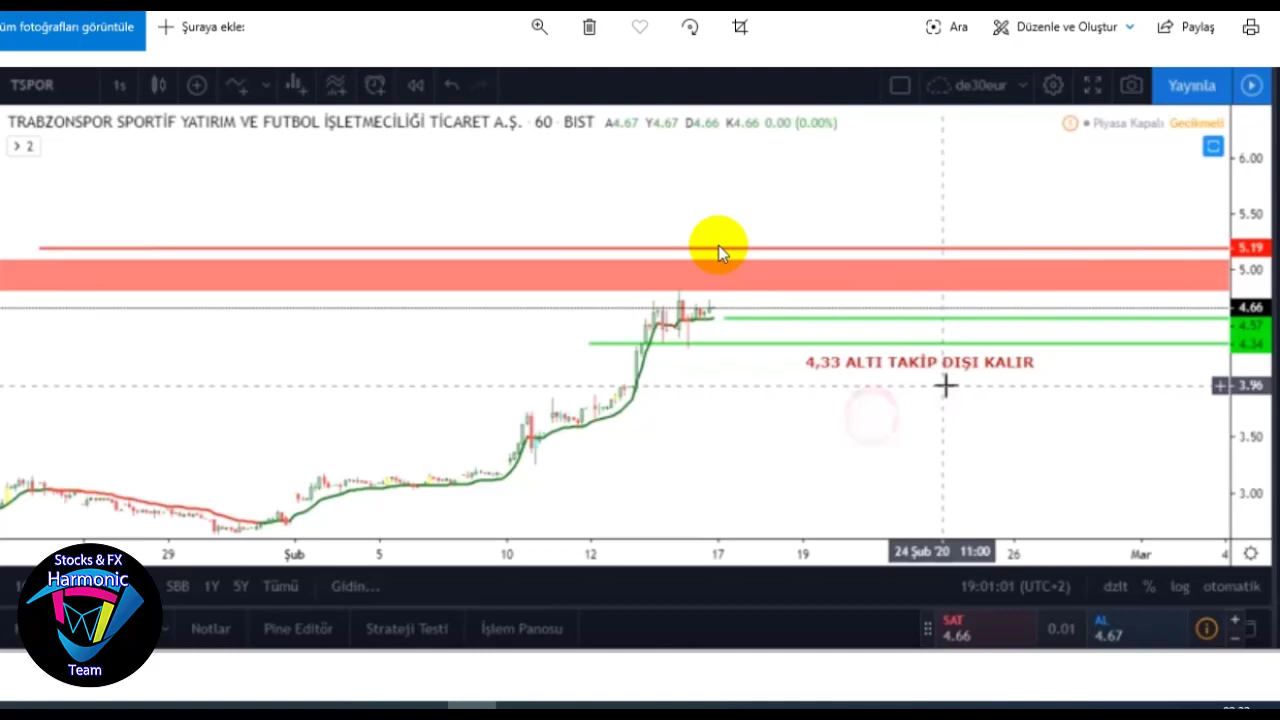 üm fotoğrafları görüntüle
Şuraya ekle:
Ara
Düzenle ve Oluştur
Paylaş
TSPOR
1s
de30eur
Yayınla
TRABZONSPOR SPORTİF YATIRIM VE FUTBOL İŞLETMECİLİĞİ TİCARET A.Ş. · 60 · BIST A4.67 Y4.67 D4.66 K4.66 0.00 (0.00%)
Piyasa Kapalı Gecikmeli
> 2
6.00
5.50
5.19
5.00
4.66
4.57
4.34
4,33 ALTI TAKİP DIŞI KALIR
3.96
3.50
3.00
29
Şub
5
10
12
17
19
24 Şub '20 11:00
26
Mar
4
Stocks & FX
Harmonic
Team
SBB 1Y 5Y Tümü Gidin...
19:01:01 (UTC+2)
dzlt % log otomatik
Notlar
Pine Editör
Strateji Testi
İşlem Panosu
SAT
4.66
0.01
AL
4.67